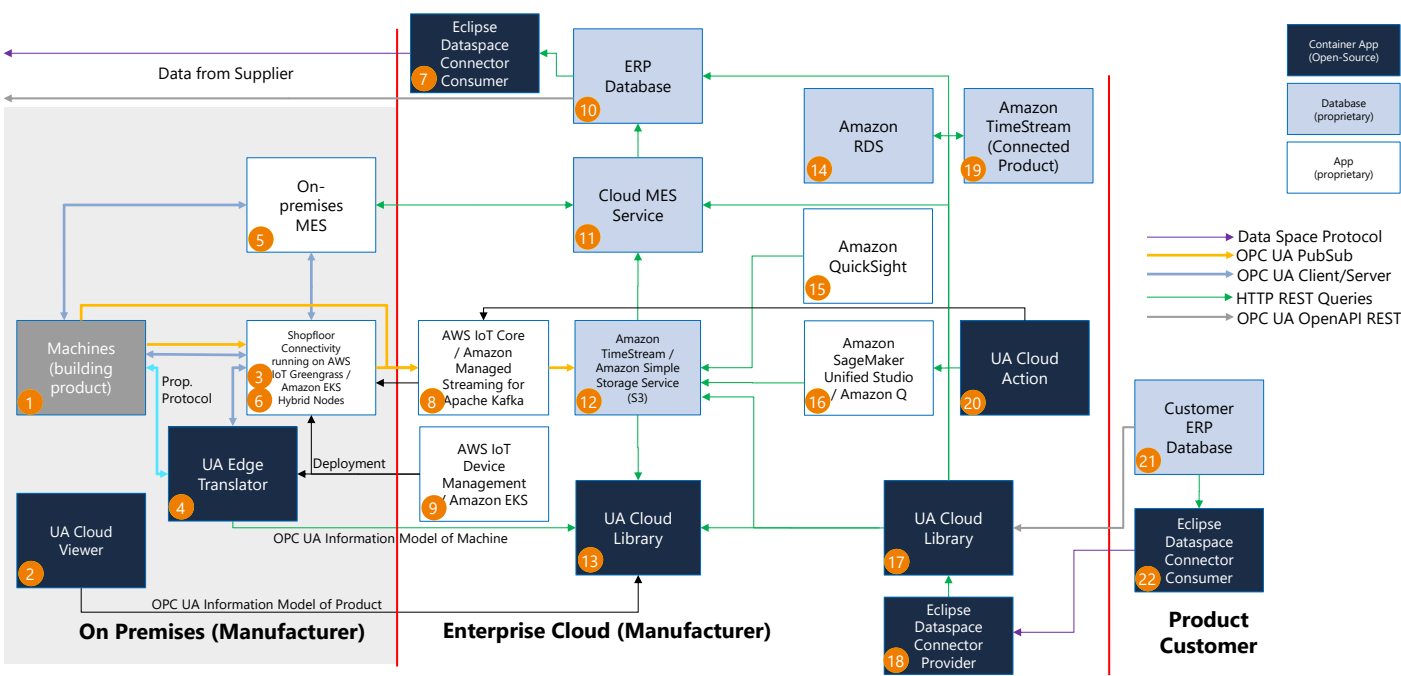 Eclipse
Dataspace
Connector
Consumer
7
Data from Supplier
ERP
Database
10
Amazon
RDS
14
Amazon
TimeStream
(Connected
Product)
19
Container App
(Open-Source)
Database
(proprietary)
App
(proprietary)
On-
premises
MES
5
Cloud MES
Service
11
Amazon
QuickSight
15
Data Space Protocol
OPC UA PubSub
OPC UA Client/Server
HTTP REST Queries
OPC UA OpenAPI REST
Machines
(building
product)
1
Prop.
Protocol
Shopfloor
Connectivity
running on AWS
IoT Greengrass /
Amazon EKS
Hybrid Nodes
3
6
AWS IoT Core
/ Amazon
Managed
Streaming for
Apache Kafka
8
Amazon
TimeStream /
Amazon Simple
Storage Service
(S3)
12
Amazon
SageMaker
Unified Studio
/ Amazon Q
16
UA Cloud
Action
20
Customer
ERP
Database
21
UA Edge
Translator
4
Deployment
AWS IoT
Device
Management
/ Amazon EKS
9
UA Cloud
Viewer
2
OPC UA Information Model of Machine
UA Cloud
Library
13
UA Cloud
Library
17
Eclipse
Dataspace
Connector
Consumer
22
OPC UA Information Model of Product
Eclipse
Dataspace
Connector
Provider
18
On Premises (Manufacturer)
Enterprise Cloud (Manufacturer)
Product
Customer